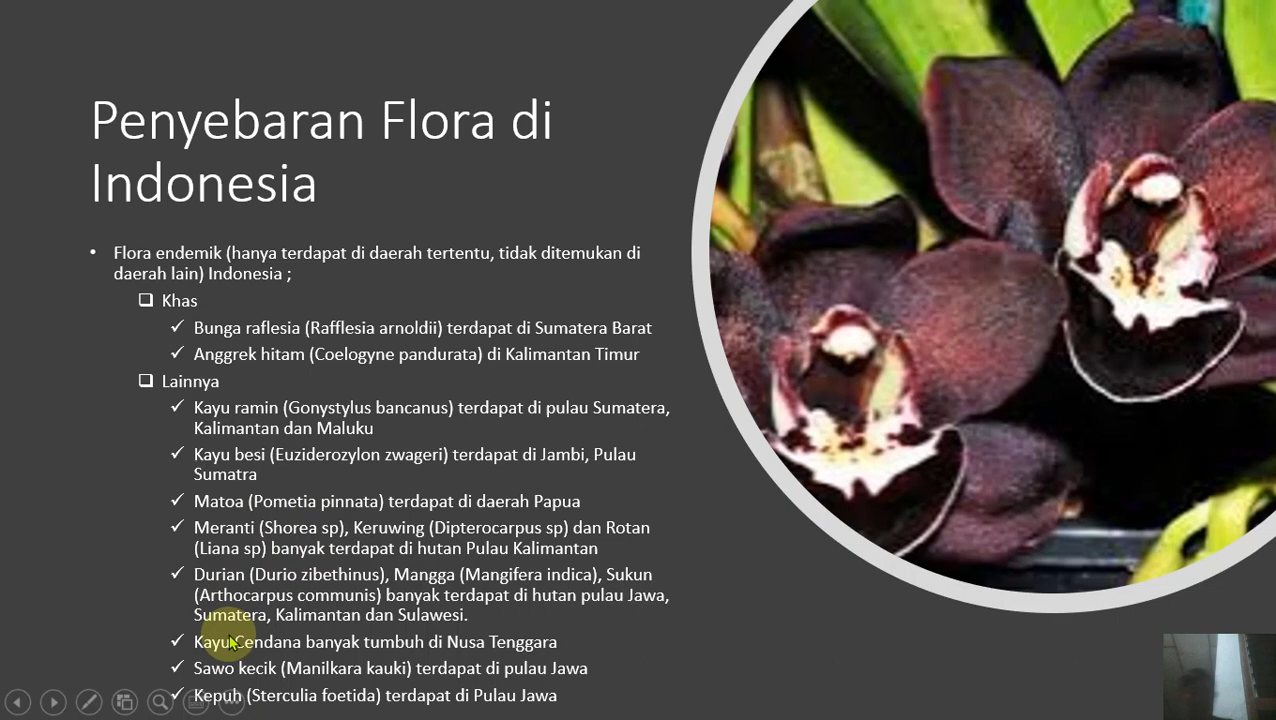 Penyebaran Flora di
Indonesia
• Flora endemik (hanya terdapat di daerah tertentu, tidak ditemukan di
daerah lain) Indonesia ;
❑ Khas
✓ Bunga raflesia (Rafflesia arnoldii) terdapat di Sumatera Barat
✓ Anggrek hitam (Coelogyne pandurata) di Kalimantan Timur
❑ Lainnya
✓ Kayu ramin (Gonystylus bancanus) terdapat di pulau Sumatera,
Kalimantan dan Maluku
✓ Kayu besi (Euziderozylon zwageri) terdapat di Jambi, Pulau
Sumatra
✓ Matoa (Pometia pinnata) terdapat di daerah Papua
✓ Meranti (Shorea sp), Keruwing (Dipterocarpus sp) dan Rotan
(Liana sp) banyak terdapat di hutan Pulau Kalimantan
✓ Durian (Durio zibethinus), Mangga (Mangifera indica), Sukun
(Arthocarpus communis) banyak terdapat di hutan pulau Jawa,
Sumatera, Kalimantan dan Sulawesi.
✓ Kayu Cendana banyak tumbuh di Nusa Tenggara
✓ Sawo kecik (Manilkara kauki) terdapat di pulau Jawa
✓ Kepuh (Sterculia foetida) terdapat di Pulau Jawa